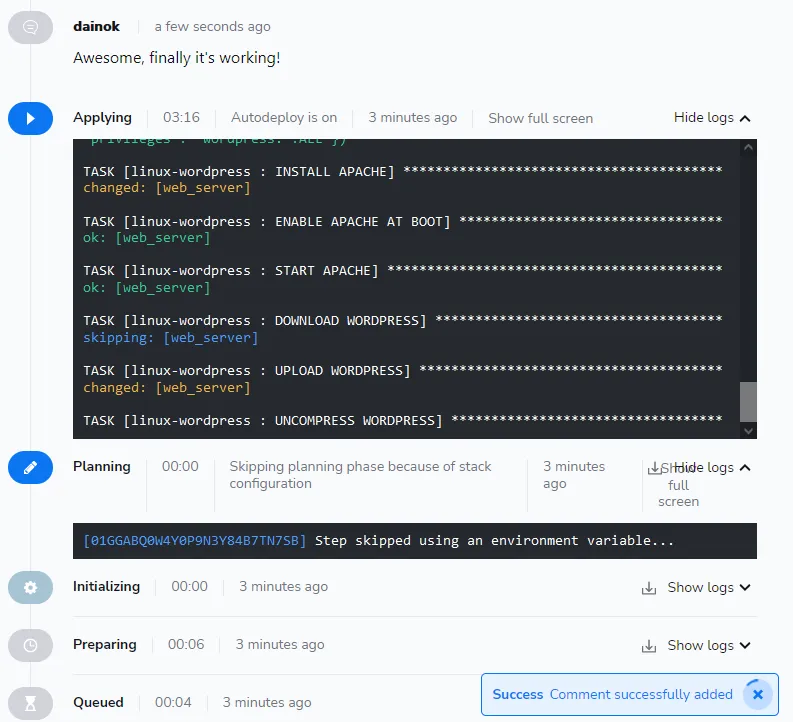 dainok a few seconds ago
Awesome, finally it's working!
Applying 03:16 Autodeploy is on 3 minutes ago Show full screen Hide logs
privileges : wordpress. .ALL })
TASK [linux-wordpress : INSTALL APACHE] ****************************************
changed: [web_server]
TASK [linux-wordpress : ENABLE APACHE AT BOOT] *********************************
ok: [web_server]
TASK [linux-wordpress : START APACHE] ******************************************
ok: [web_server]
TASK [linux-wordpress : DOWNLOAD WORDPRESS] ************************************
skipping: [web_server]
TASK [linux-wordpress : UPLOAD WORDPRESS] **************************************
changed: [web_server]
TASK [linux-wordpress : UNCOMPRESS WORDPRESS] **********************************
Planning 00:00 Skipping planning phase because of stack configuration 3 minutes ago Show full screen Hide logs
[01GGABQ0W4Y0P9N3Y84B7TN7SB] Step skipped using an environment variable...
Initializing 00:00 3 minutes ago Show logs
Preparing 00:06 3 minutes ago Show logs
Queued 00:04 3 minutes ago
Success Comment successfully added